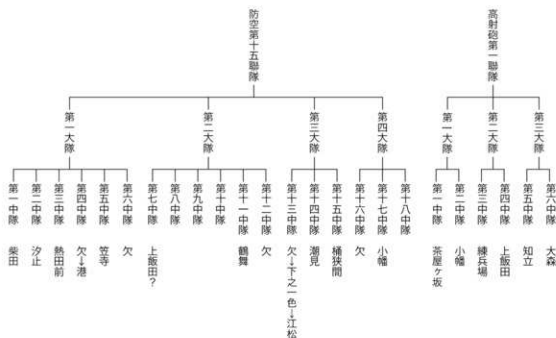 防空第十五聯隊
第一大隊
第一中隊 柴田
第二中隊 汐止
第三中隊 熱田前
第四中隊 欠→港
第五中隊 笠寺
第六中隊 欠
第二大隊
第七中隊 上飯田？
第八中隊
第九中隊
第十中隊
第十一中隊 鶴舞
第十二中隊 欠
第三大隊
第十三中隊 欠→下之一色→江松
第十四中隊 潮見
第十五中隊 桶狭間
第四大隊
第十六中隊 欠
第十七中隊 小幡
第十八中隊
高射砲第一聯隊
第一大隊
第一中隊 茶屋ヶ坂
第二中隊 小幡
第二大隊
第三中隊 練兵場
第四中隊 上飯田
第三大隊
第五中隊 知立
第六中隊 大森